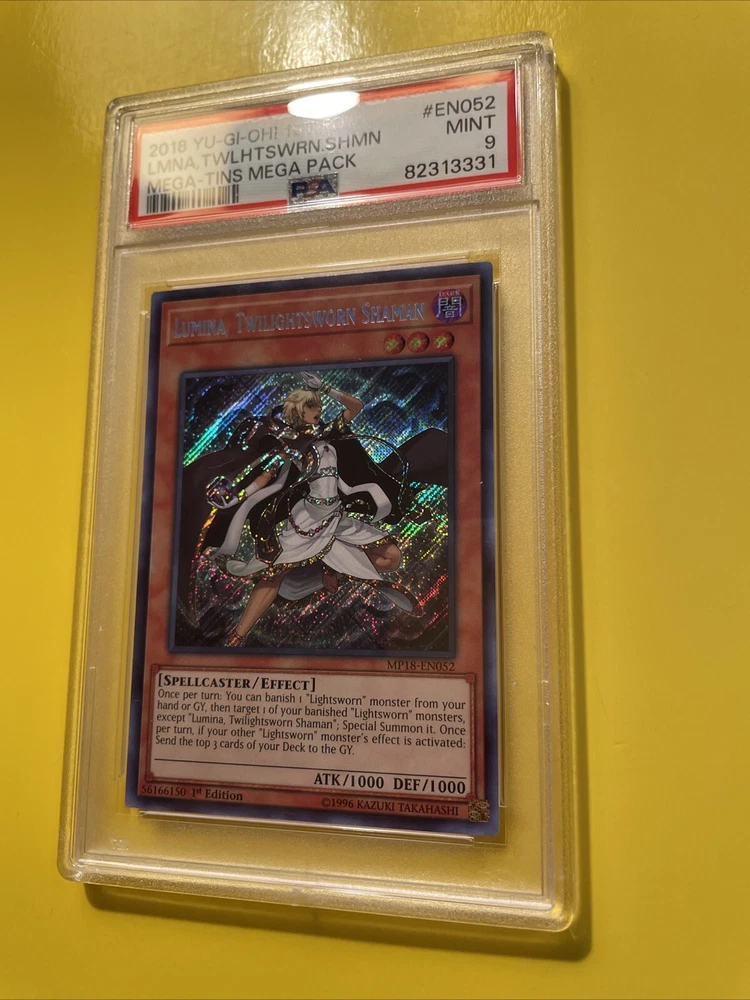 2018 YU-GI-OH! #EN052
LMNA,TWLHTSWRN.SHMN MINT
MEGA-TINS MEGA PACK 9
PSA 82313331
LUMINA, TWILIGHTSWORN SHAMAN
DARK
闇
MP18-EN052
[SPELLCASTER/EFFECT]
Once per turn: You can banish 1 "Lightsworn" monster from your
hand or GY, then target 1 of your banished "Lightsworn" monsters,
except "Lumina, Twilightsworn Shaman"; Special Summon it. Once
per turn, if your other "Lightsworn" monster's effect is activated:
Send the top 3 cards of your Deck to the GY.
ATK/1000 DEF/1000
56166150 1st Edition ©1996 KAZUKI TAKAHASHI